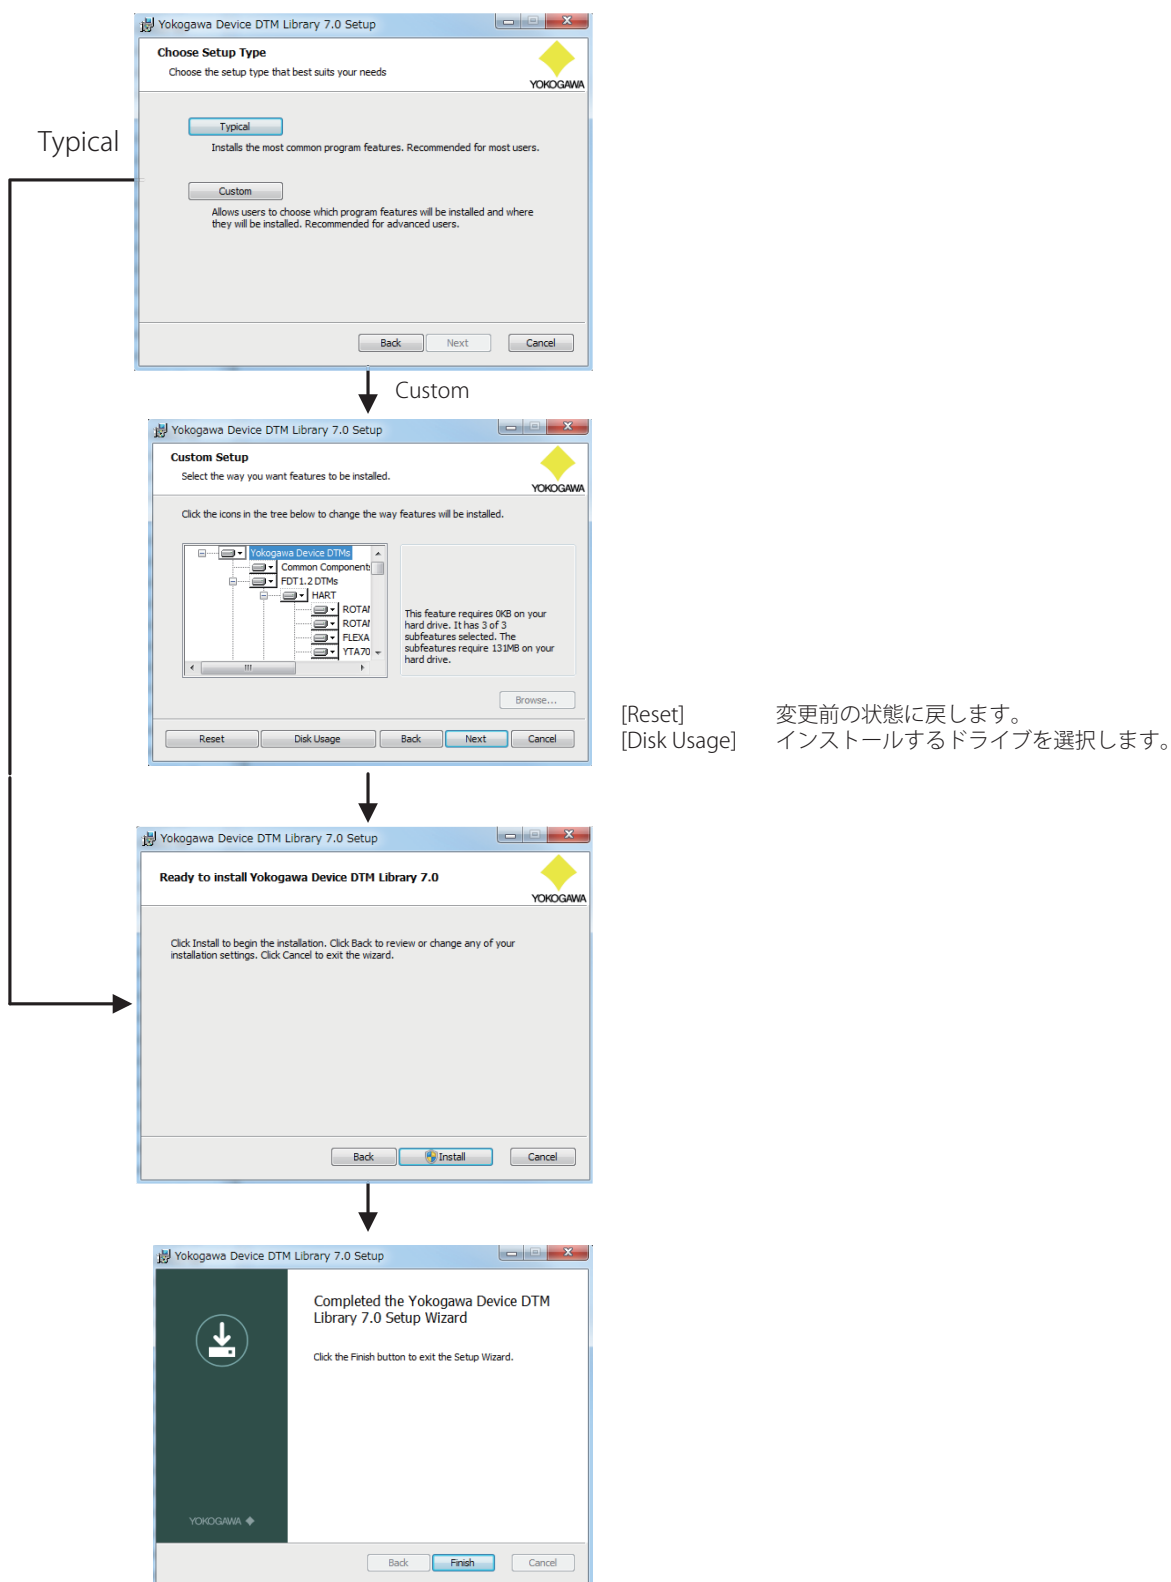 Yokogawa Device DTM Library 7.0 Setup
Choose Setup Type
Choose the setup type that best suits your needs
YOKOGAWA
Typical
Typical
Installs the most common program features. Recommended for most users.
Custom
Allows users to choose which program features will be installed and where
they will be installed. Recommended for advanced users.
Back Next Cancel
Custom
Yokogawa Device DTM Library 7.0 Setup
Custom Setup
Select the way you want features to be installed.
YOKOGAWA
Click the icons in the tree below to change the way features will be installed.
Yokogawa Device DTMs
Common Components
FDT1.2 DTMs
HART
ROTAM
ROTAM
FLEXA
YTA70
This feature requires 0KB on your
hard drive. It has 3 of 3
subfeatures selected. The
subfeatures require 131MB on your
hard drive.
Browse...
Reset Disk Usage Back Next Cancel
[Reset] 変更前の状態に戻します。
[Disk Usage] インストールするドライブを選択します。
Yokogawa Device DTM Library 7.0 Setup
Ready to install Yokogawa Device DTM Library 7.0
YOKOGAWA
Click Install to begin the installation. Click Back to review or change any of your
installation settings. Click Cancel to exit the wizard.
Back Install Cancel
Yokogawa Device DTM Library 7.0 Setup
Completed the Yokogawa Device DTM
Library 7.0 Setup Wizard
Click the Finish button to exit the Setup Wizard.
YOKOGAWA
Back Finish Cancel